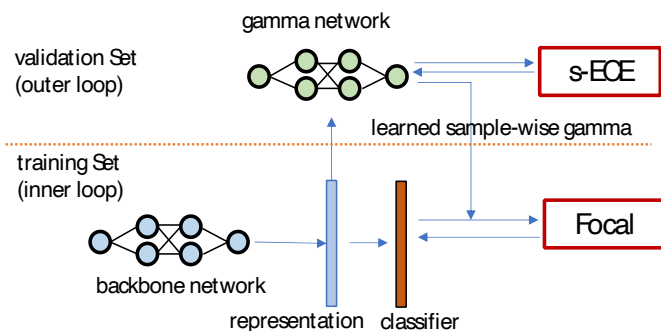 gamma network
validation Set
(outer loop)
s-ECE
learned sample-wise gamma
training Set
(inner loop)
Focal
backbone network
representation
classifier